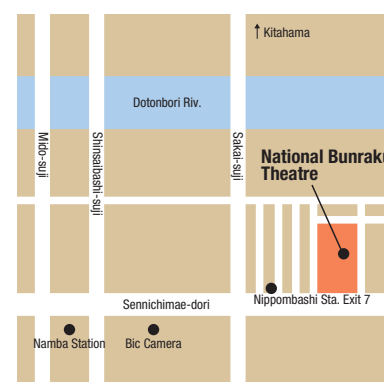 Kitahama
Dotonbori Riv.
Mido-suji
Shinsaibashi-suji
Sakai-suji
National Bunraku
Theatre
Nippombashi Sta. Exit 7
Sennichimae-dori
Namba Station
Bic Camera